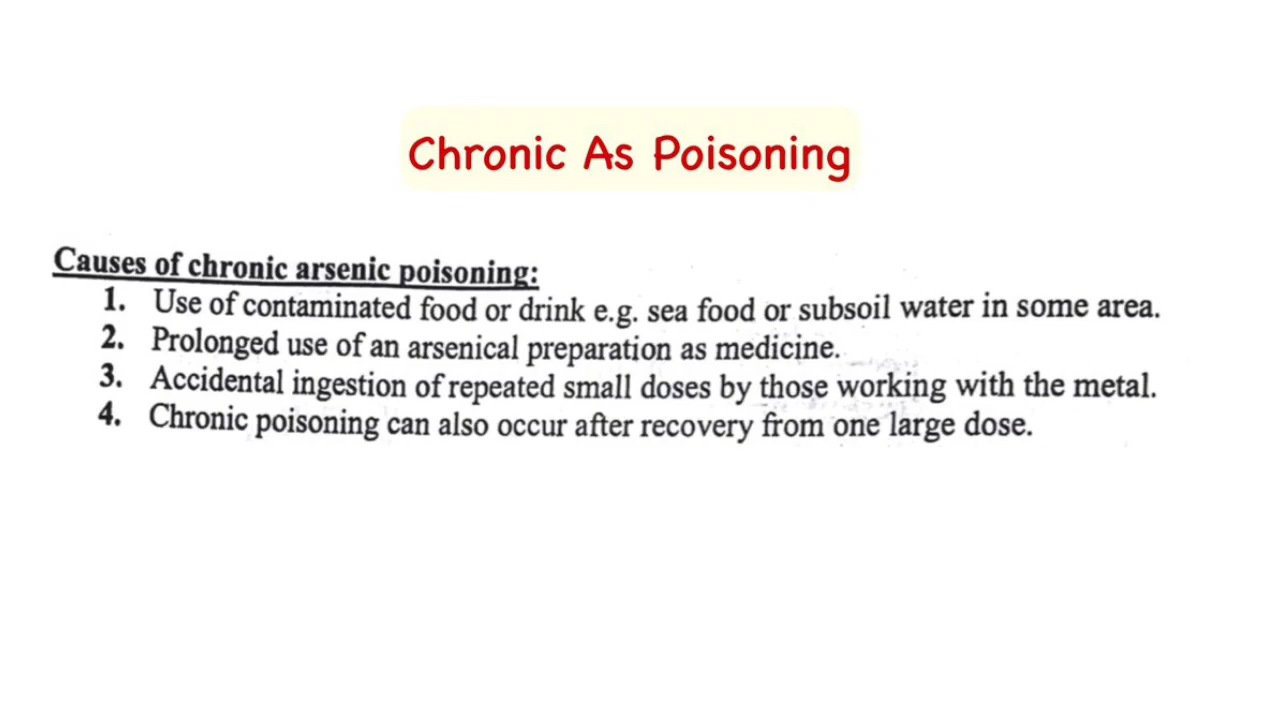 Chronic As Poisoning
Causes of chronic arsenic poisoning:
1. Use of contaminated food or drink e.g. sea food or subsoil water in some area.
2. Prolonged use of an arsenical preparation as medicine.
3. Accidental ingestion of repeated small doses by those working with the metal.
4. Chronic poisoning can also occur after recovery from one large dose.